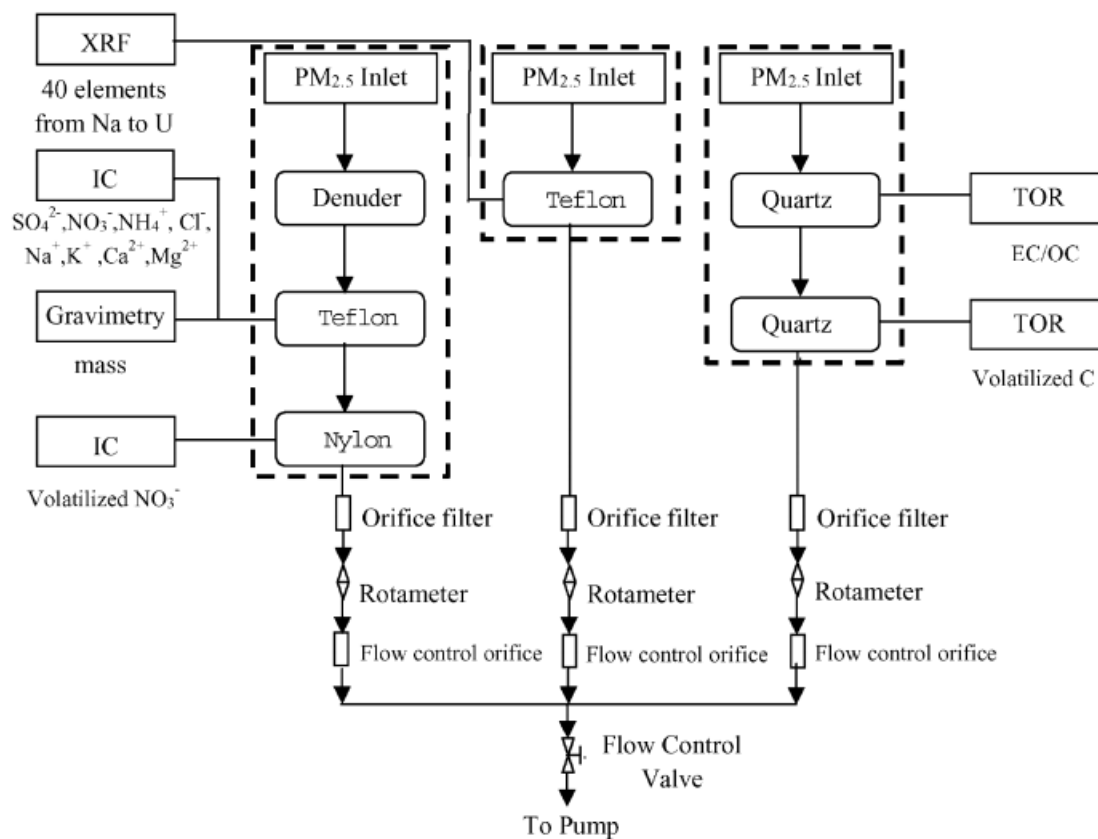 XRF
40 elements
from Na to U
IC
SO₄²⁻,NO₃⁻,NH₄⁺, Cl⁻,
Na⁺,K⁺ ,Ca²⁺,Mg²⁺
Gravimetry
mass
IC
Volatilized NO₃⁻
PM₂.₅ Inlet
Denuder
Teflon
Nylon
Orifice filter
Rotameter
Flow control orifice
PM₂.₅ Inlet
Teflon
Orifice filter
Rotameter
Flow control orifice
PM₂.₅ Inlet
Quartz
Quartz
Orifice filter
Rotameter
Flow control orifice
TOR
EC/OC
TOR
Volatilized C
Flow Control
Valve
To Pump